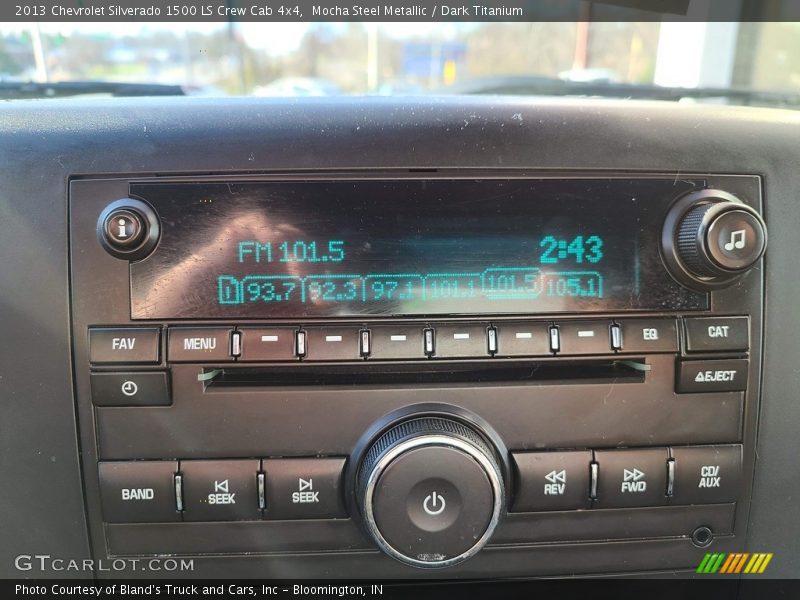 2013 Chevrolet Silverado 1500 LS Crew Cab 4x4, Mocha Steel Metallic / Dark Titanium
i
FM 101.5 2:43
1 93.7 92.3 97.1 101.1 101.5 105.1
FAV MENU EQ CAT
EJECT
BAND SEEK SEEK REV FWD CD/AUX
GTCARLOT.COM
Photo Courtesy of Bland's Truck and Cars, Inc - Bloomington, IN